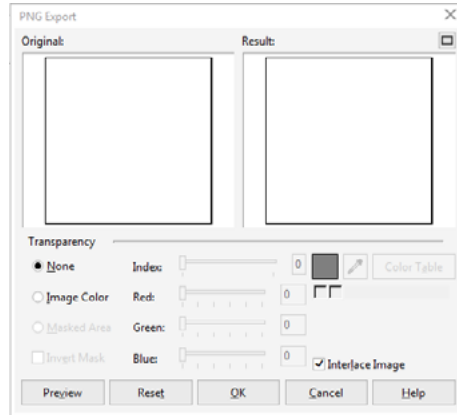 PNG Export
Original: Result:
Transparency
None Index: 0 Color Table
Image Color Red: 0
Masked Area Green: 0
Invert Mask Blue: 0 Interlace Image
Preview Reset OK Cancel Help